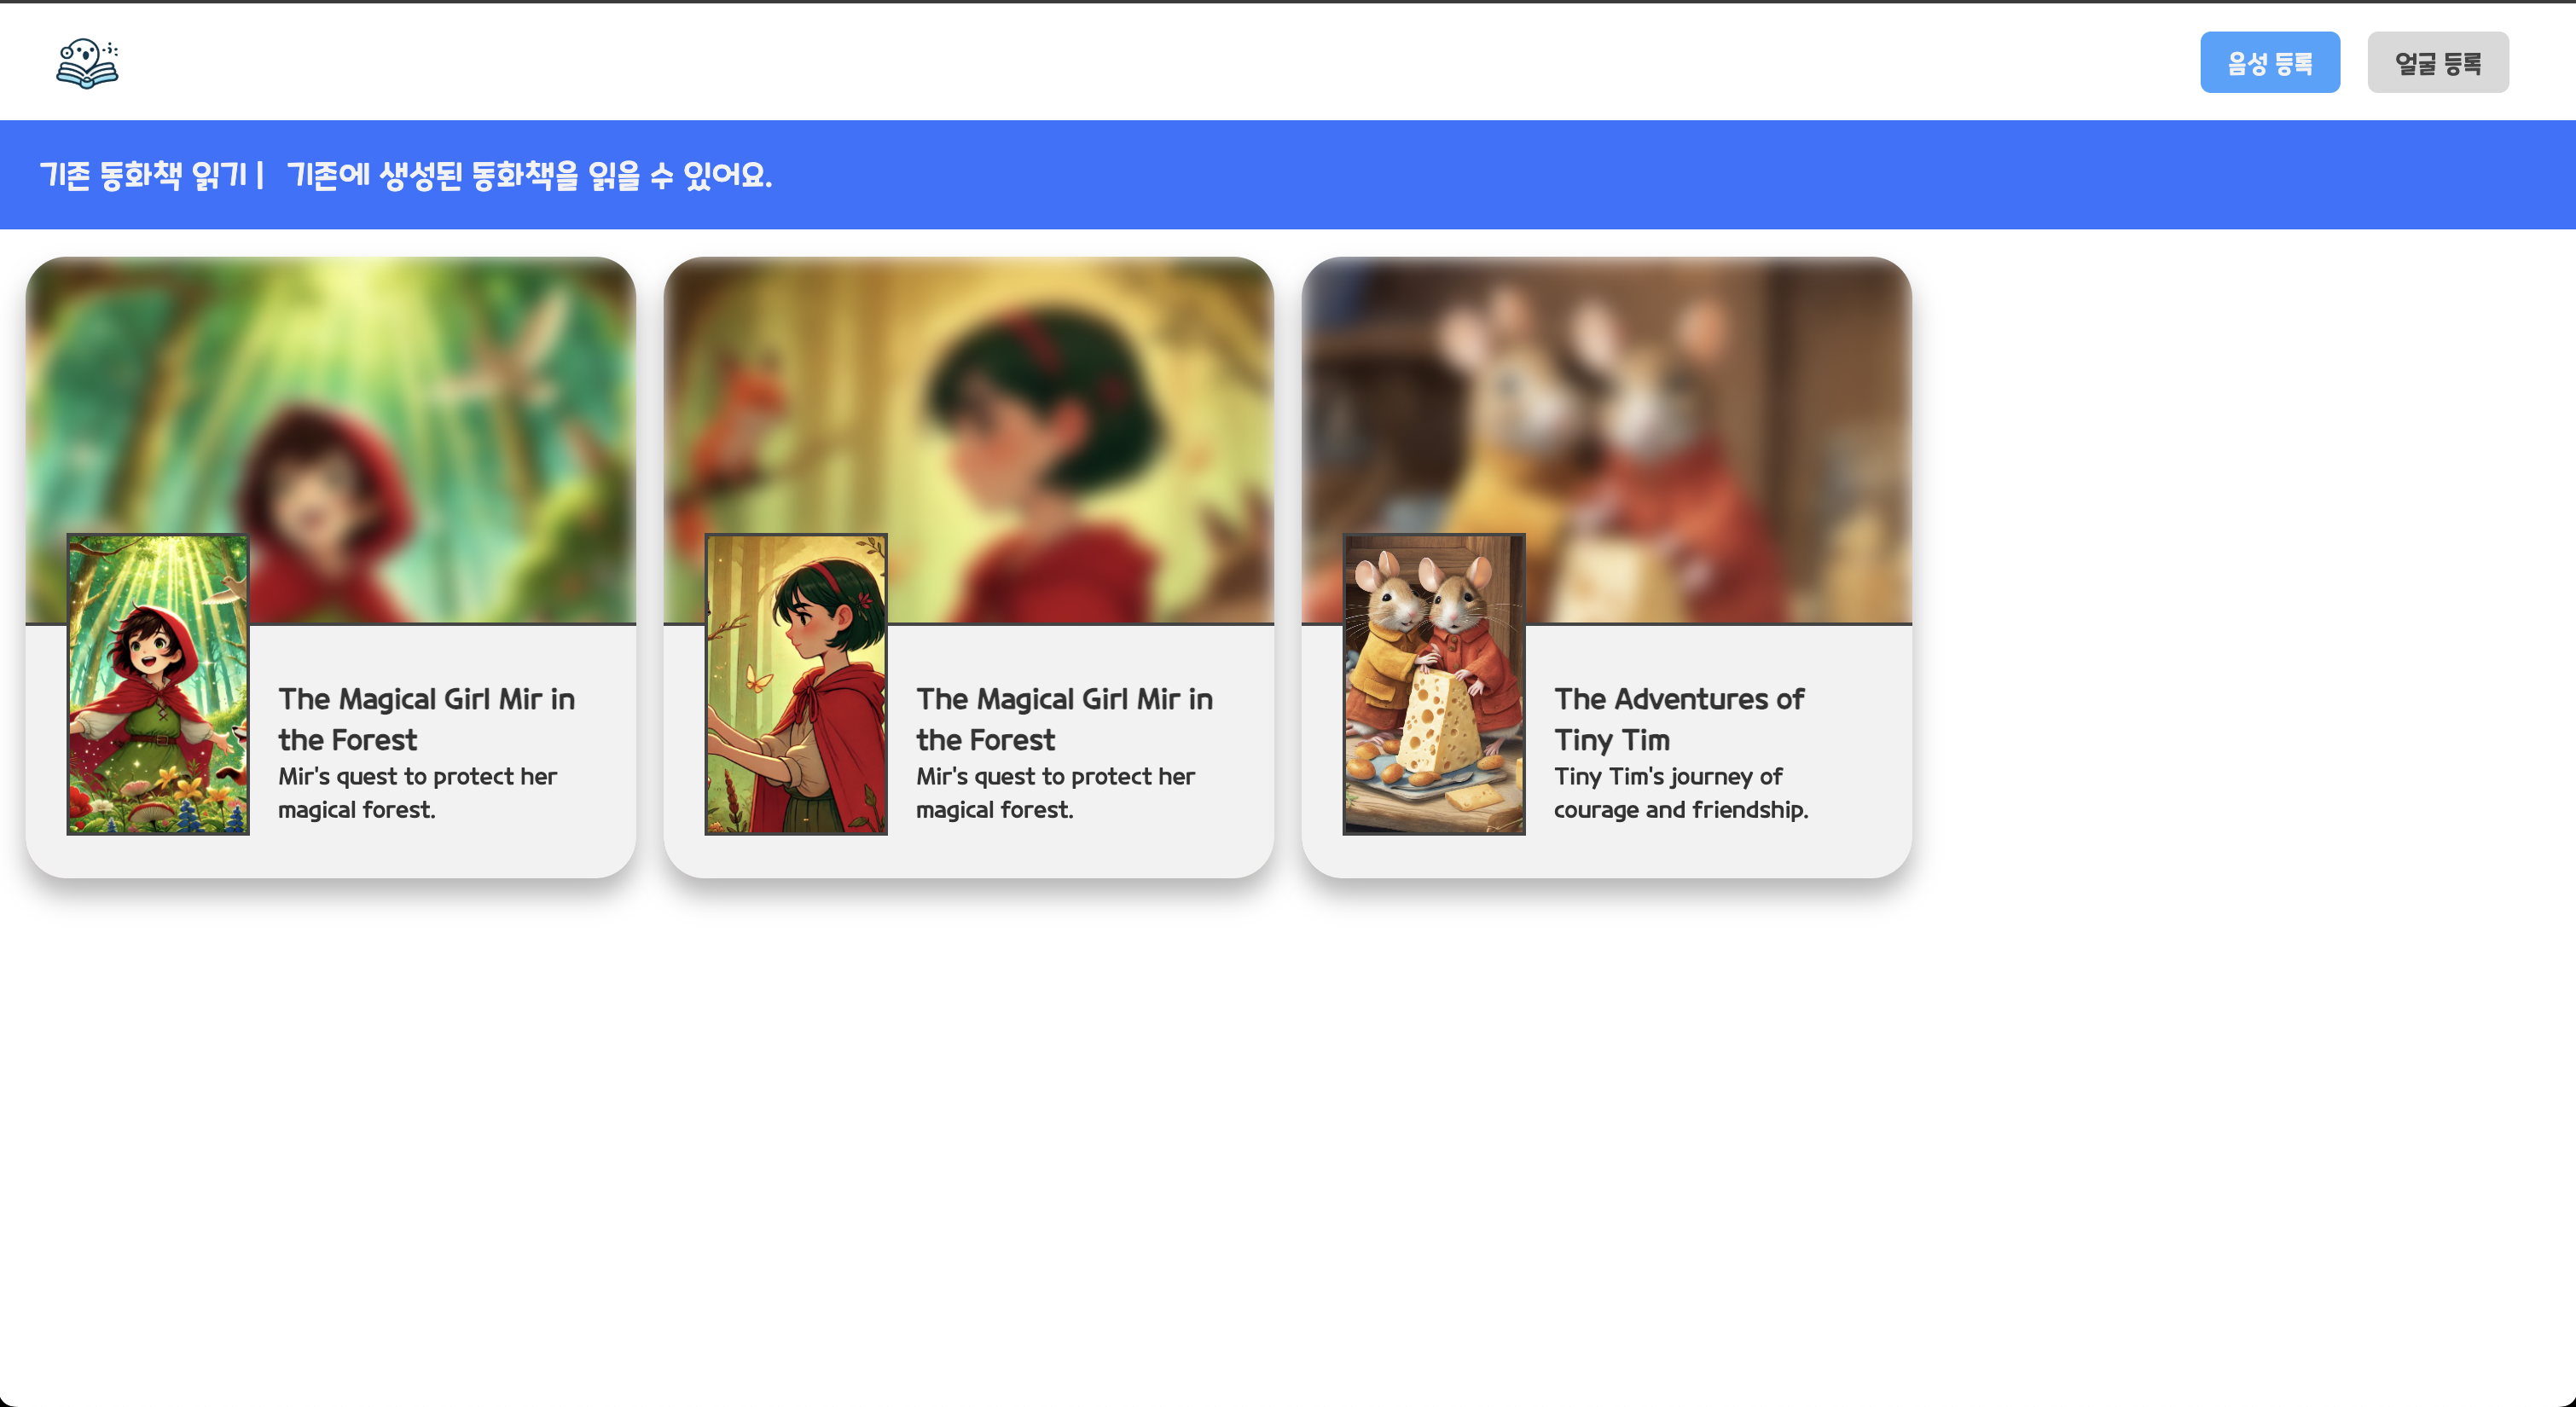 음성 등록
얼굴 등록
기존 동화책 읽기 | 기존에 생성된 동화책을 읽을 수 있어요.
The Magical Girl Mir in
the Forest
Mir's quest to protect her
magical forest.
The Magical Girl Mir in
the Forest
Mir's quest to protect her
magical forest.
The Adventures of
Tiny Tim
Tiny Tim's journey of
courage and friendship.